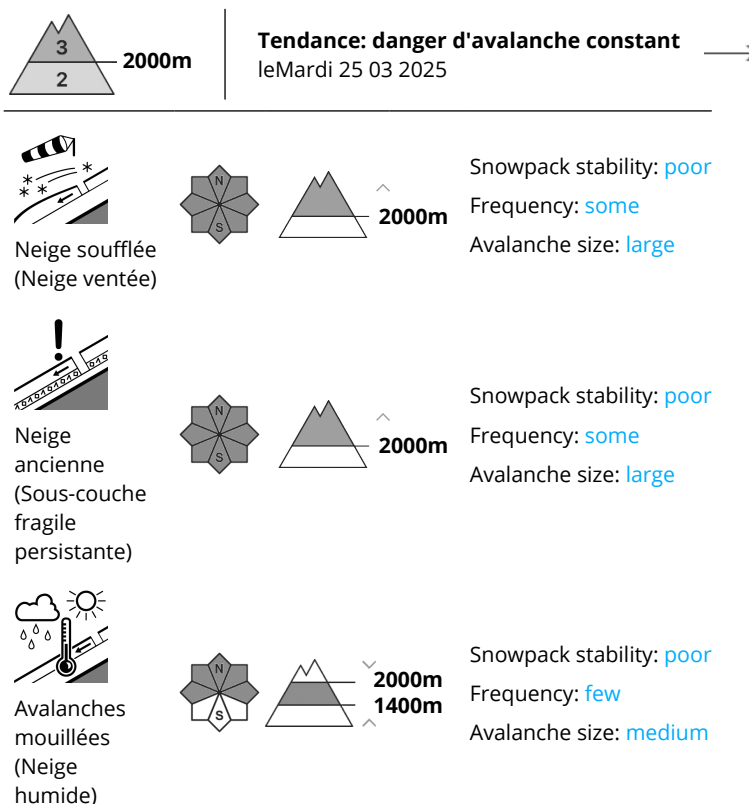 3
2
2000m
Tendance: danger d'avalanche constant
leMardi 25 03 2025
N
S
2000m
Snowpack stability: poor
Frequency: some
Avalanche size: large
Neige soufflée
(Neige ventée)
N
S
2000m
Snowpack stability: poor
Frequency: some
Avalanche size: large
Neige
ancienne
(Sous-couche
fragile
persistante)
N
S
2000m
1400m
Snowpack stability: poor
Frequency: few
Avalanche size: medium
Avalanches
mouillées
(Neige
humide)